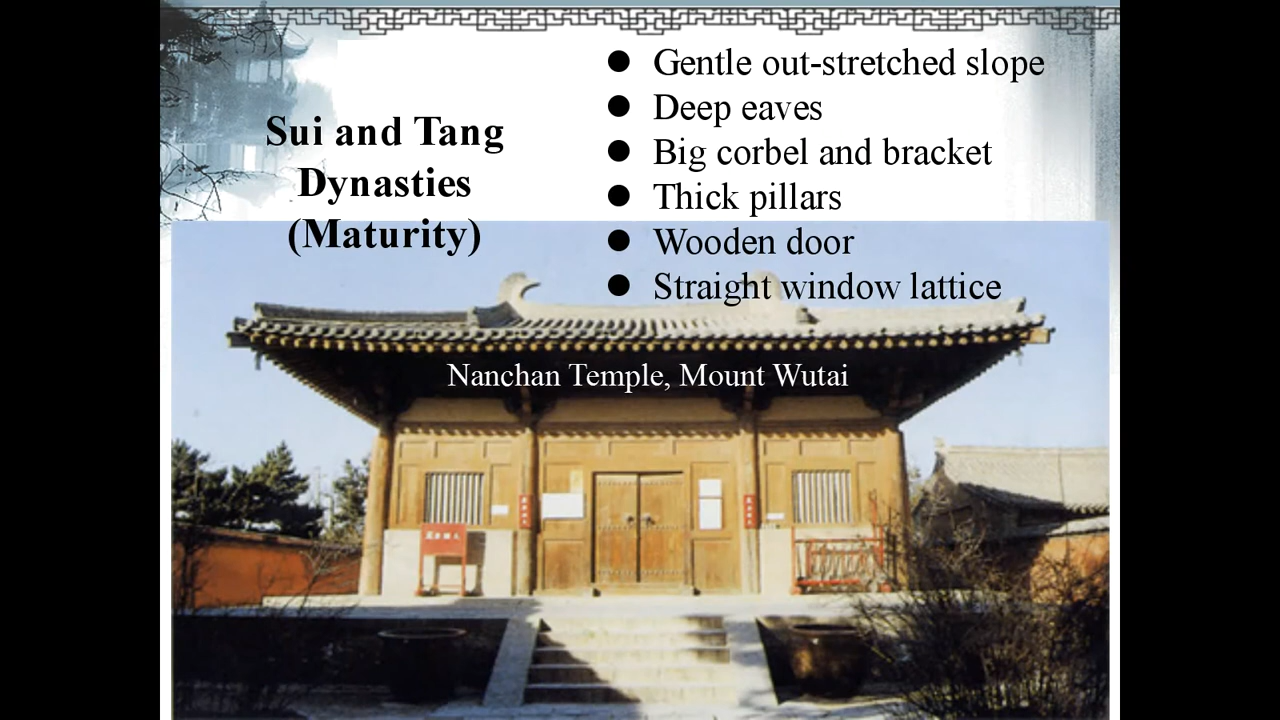 Sui and Tang
Dynasties
(Maturity)
Gentle out-stretched slope
Deep eaves
Big corbel and bracket
Thick pillars
Wooden door
Straight window lattice
Nanchan Temple, Mount Wutai